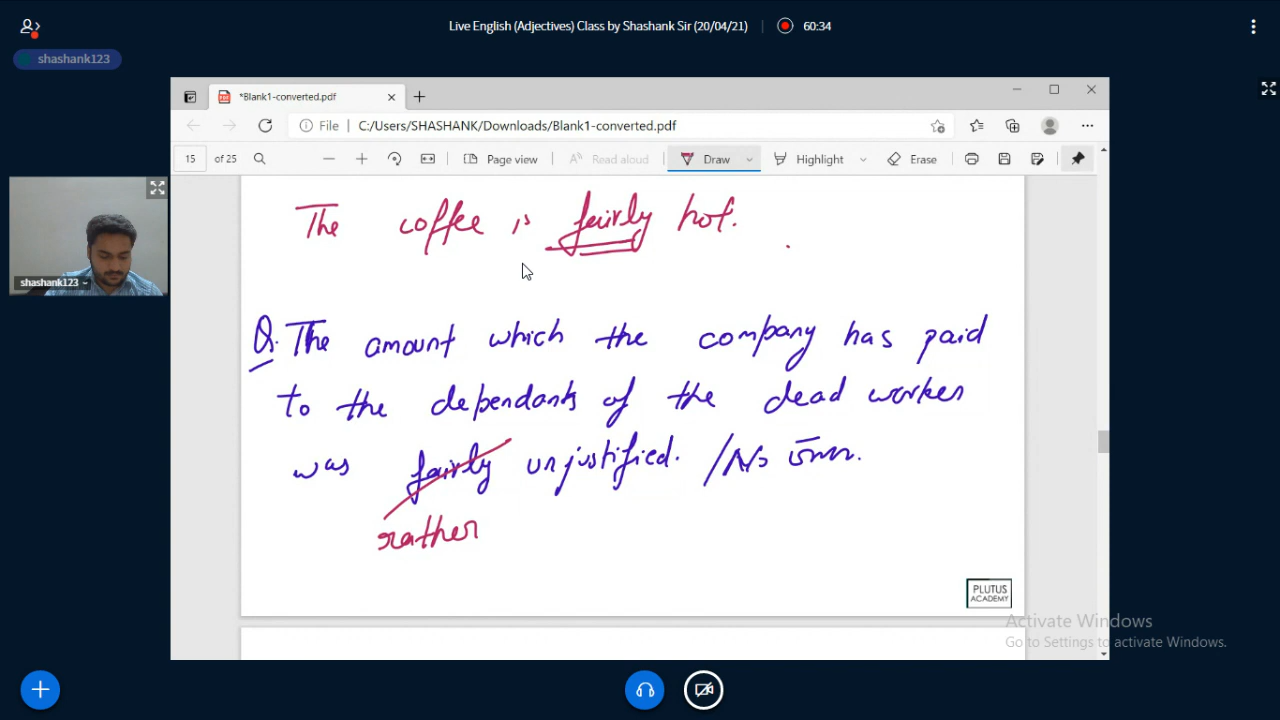 Live English (Adjectives) Class by Shashank Sir (20/04/21)
60:34
shashank123
*Blank1-converted.pdf
File C:/Users/SHASHANK/Downloads/Blank1-converted.pdf
15 of 25 Page view Read aloud Draw Highlight Erase
The coffee is fairly hot.
shashank123
Q. The amount which the company has paid
to the dependants of the dead worker
was fairly unjustified. /No
rather
PLUTUS
ACADEMY
Activate Windows
Go to Settings to activate Windows.